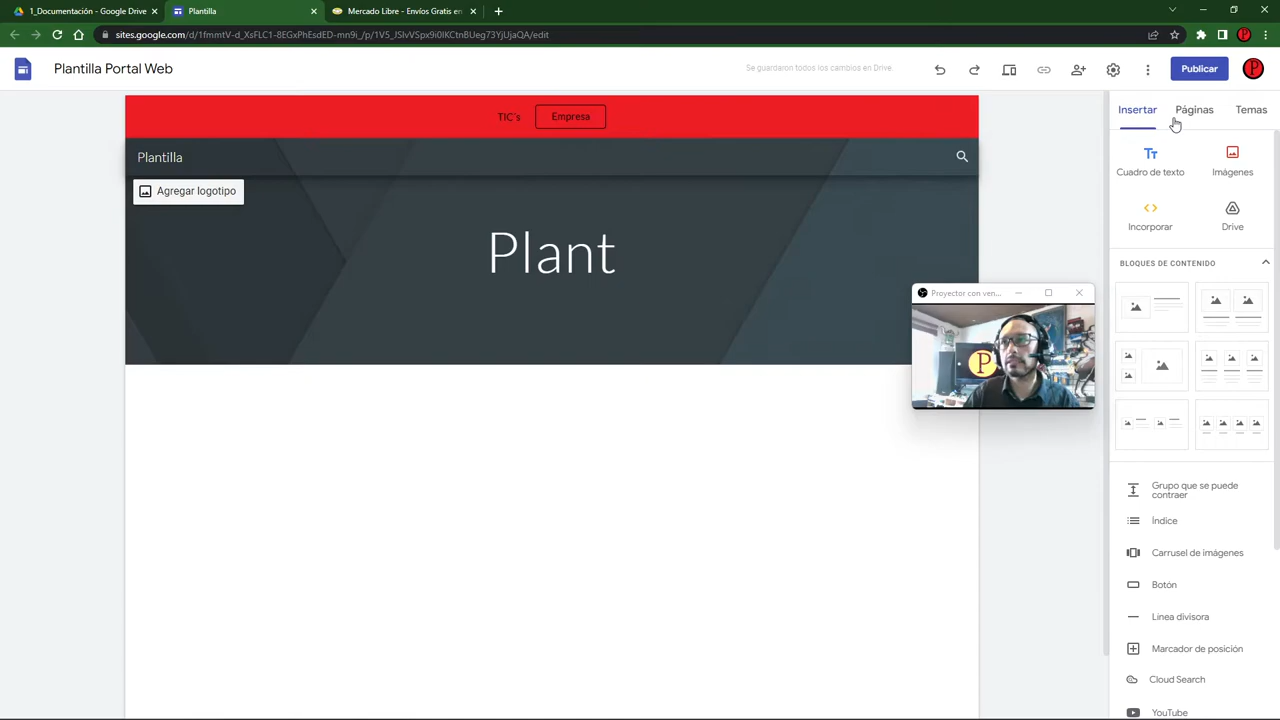 1_Documentación - Google Drive
Plantilla
Mercado Libre - Envíos Gratis en
sites.google.com/d/1fmmtV-d_XsFLC1-8EGxPhEsdED-mn9i_/p/1V5_JSlvVSpx9i0lKCtnBUeg73YjUjaQA/edit
Plantilla Portal Web
Se guardaron todos los cambios en Drive.
Publicar
P
TIC´s
Empresa
Plantilla
Agregar logotipo
Plant
Proyector con ven...
P
Insertar
Páginas
Temas
Cuadro de texto
Imágenes
Incorporar
Drive
BLOQUES DE CONTENIDO
Grupo que se puede
contraer
Índice
Carrusel de imágenes
Botón
Línea divisora
Marcador de posición
Cloud Search
YouTube